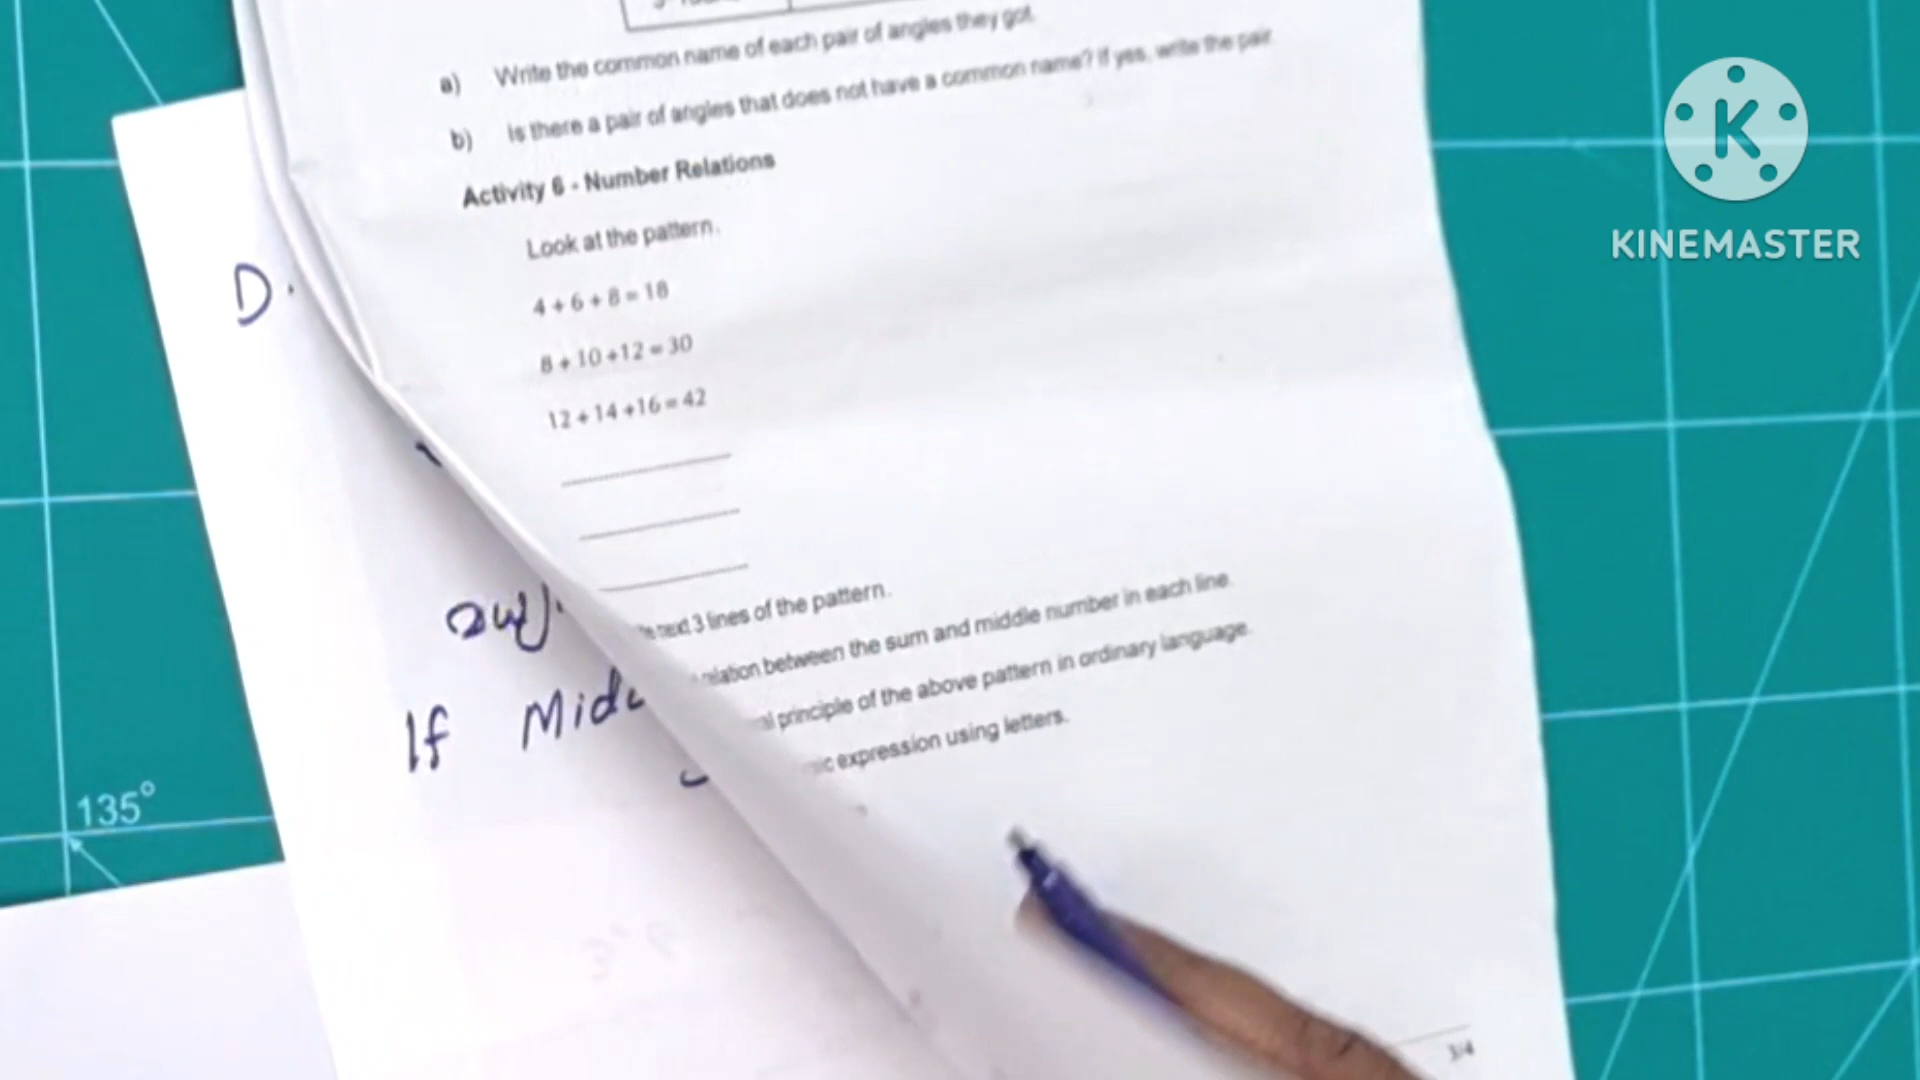 a) Write the common name of each pair of angles they got.
b) Is there a pair of angles that does not have a common name? If yes, write the pair.
Activity 6 - Number Relations
Look at the pattern.
4 + 6 + 8 = 18
8 + 10 +12 = 30
12 + 14 +16 = 42
next 3 lines of the pattern.
relation between the sum and middle number in each line.
principle of the above pattern in ordinary language.
expression using letters.
3/4
D.
If
135°
KINEMASTER